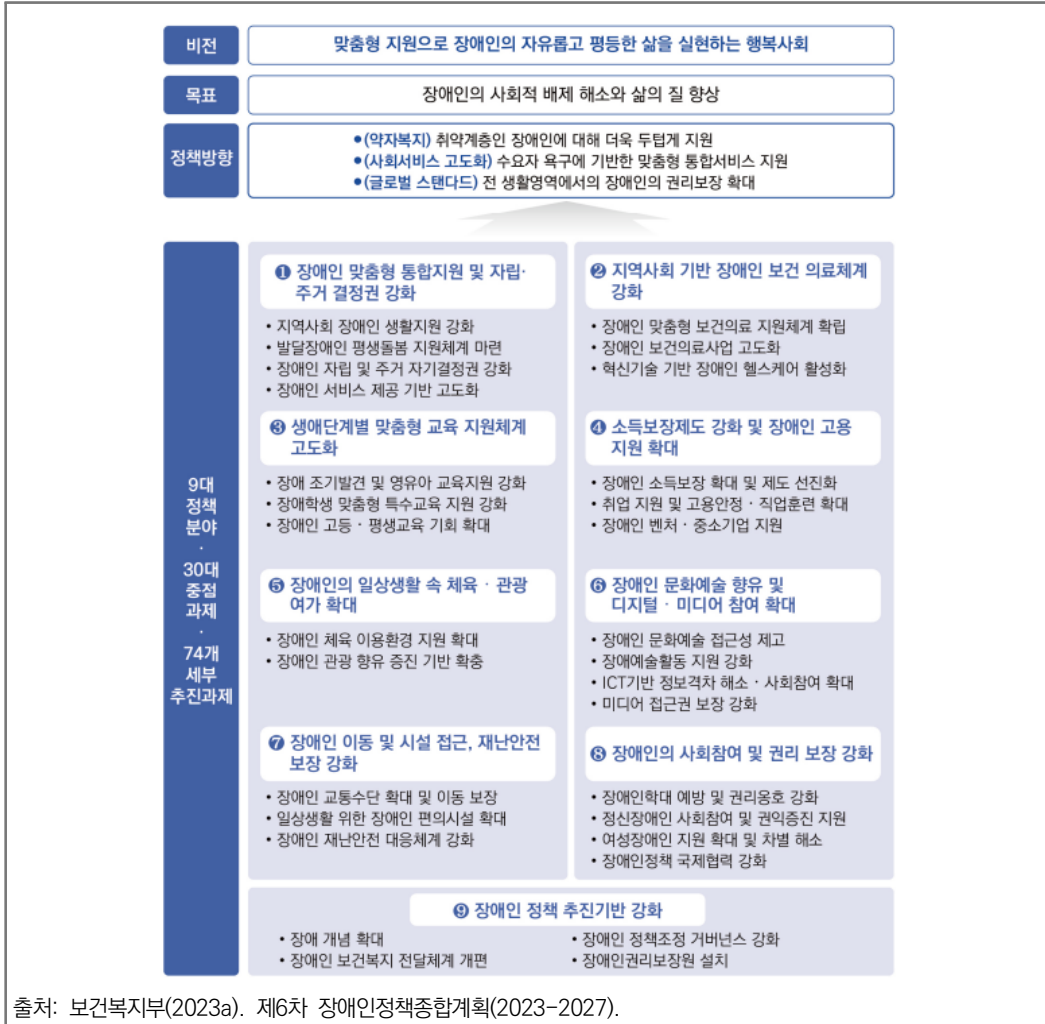 비전
맞춤형 지원으로 장애인의 자유롭고 평등한 삶을 실현하는 행복사회
목표
장애인의 사회적 배제 해소와 삶의 질 향상
정책방향
•(약자복지) 취약계층인 장애인에 대해 더욱 두텁게 지원
•(사회서비스 고도화) 수요자 욕구에 기반한 맞춤형 통합서비스 지원
•(글로벌 스탠다드) 전 생활영역에서의 장애인의 권리보장 확대
9대
정책
분야
·
30대
중점
과제
·
74개
세부
추진과제
❶ 장애인 맞춤형 통합지원 및 자립·
주거 결정권 강화
• 지역사회 장애인 생활지원 강화
• 발달장애인 평생돌봄 지원체계 마련
• 장애인 자립 및 주거 자기결정권 강화
• 장애인 서비스 제공 기반 고도화
❷ 지역사회 기반 장애인 보건 의료체계
강화
• 장애인 맞춤형 보건의료 지원체계 확립
• 장애인 보건의료사업 고도화
• 혁신기술 기반 장애인 헬스케어 활성화
❸ 생애단계별 맞춤형 교육 지원체계
고도화
• 장애 조기발견 및 영유아 교육지원 강화
• 장애학생 맞춤형 특수교육 지원 강화
• 장애인 고등 · 평생교육 기회 확대
❹ 소득보장제도 강화 및 장애인 고용
지원 확대
• 장애인 소득보장 확대 및 제도 선진화
• 취업 지원 및 고용안정 · 직업훈련 확대
• 장애인 벤처 · 중소기업 지원
❺ 장애인의 일상생활 속 체육 · 관광
여가 확대
• 장애인 체육 이용환경 지원 확대
• 장애인 관광 향유 증진 기반 확충
❻ 장애인 문화예술 향유 및
디지털 · 미디어 참여 확대
• 장애인 문화예술 접근성 제고
• 장애예술활동 지원 강화
• ICT기반 정보격차 해소 · 사회참여 확대
• 미디어 접근권 보장 강화
❼ 장애인 이동 및 시설 접근, 재난안전
보장 강화
• 장애인 교통수단 확대 및 이동 보장
• 일상생활 위한 장애인 편의시설 확대
• 장애인 재난안전 대응체계 강화
❽ 장애인의 사회참여 및 권리 보장 강화
• 장애인학대 예방 및 권리옹호 강화
• 정신장애인 사회참여 및 권익증진 지원
• 여성장애인 지원 확대 및 차별 해소
• 장애인정책 국제협력 강화
❾ 장애인 정책 추진기반 강화
• 장애 개념 확대
• 장애인 보건복지 전달체계 개편
• 장애인 정책조정 거버넌스 강화
• 장애인권리보장원 설치
출처: 보건복지부(2023a). 제6차 장애인정책종합계획(2023-2027).